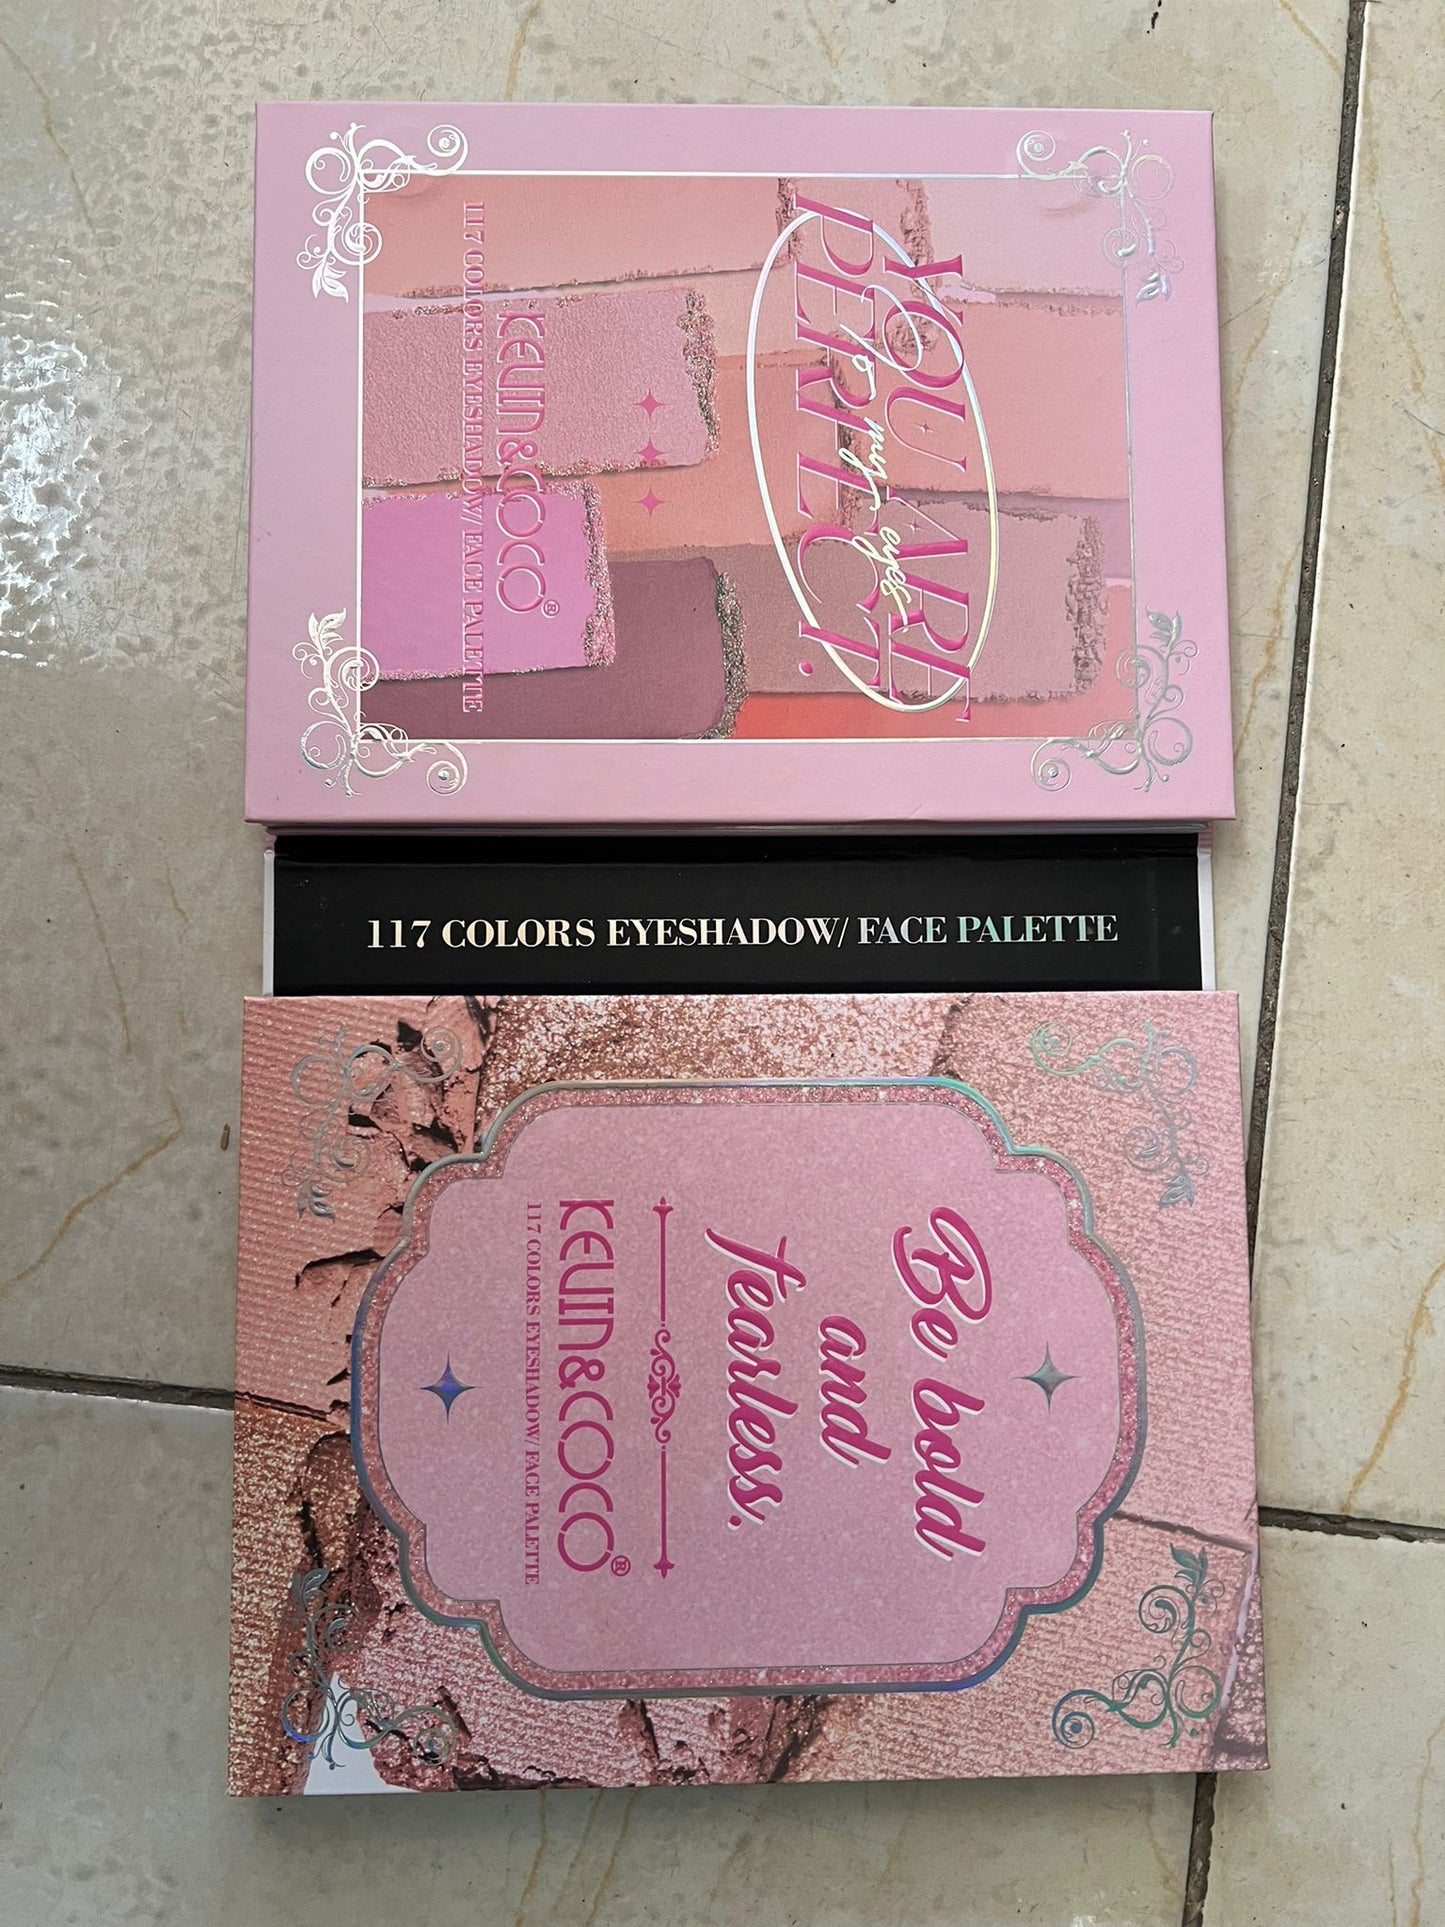 YOU ARE
to my eyes
PERFECT.
KEVIN&COCO®
117 COLORS EYESHADOW/ FACE PALETTE
117 COLORS EYESHADOW/ FACE PALETTE
Be bold
and
fearless.
KEVIN&COCO®
117 COLORS EYESHADOW/ FACE PALETTE